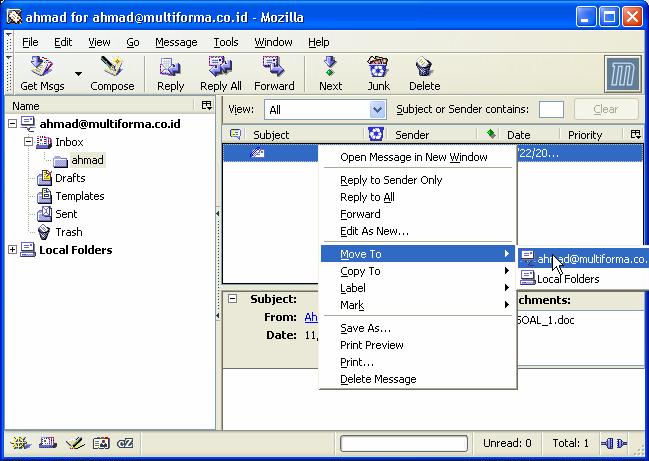 ahmad for ahmad@multiforma.co.id - Mozilla
File Edit View Go Message Tools Window Help
Get Msgs Compose Reply Reply All Forward Next Junk Delete
Name
View: All Subject or Sender contains: Clear
Subject Sender Date Priority
/22/20...
ahmad@multiforma.co.id
Inbox
ahmad
Drafts
Templates
Sent
Trash
Local Folders
Open Message in New Window
Reply to Sender Only
Reply to All
Forward
Edit As New...
Move To
Copy To
Label
Mark
Save As...
Print Preview
Print...
Delete Message
ahmad@multiforma.co.
Local Folders
Subject:
From: Ah
Date: 11,
chments:
SOAL_1.doc
Unread: 0 Total: 1